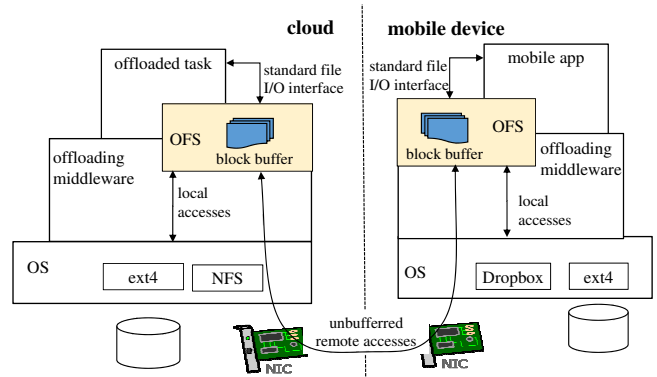 cloud
mobile device
offloaded task
standard file
I/O interface
OFS
block buffer
offloading
middleware
local
accesses
OS
ext4
NFS
mobile app
standard file
I/O interface
OFS
block buffer
offloading
middleware
local
accesses
OS
Dropbox
ext4
unbufferred
remote accesses
NIC
NIC